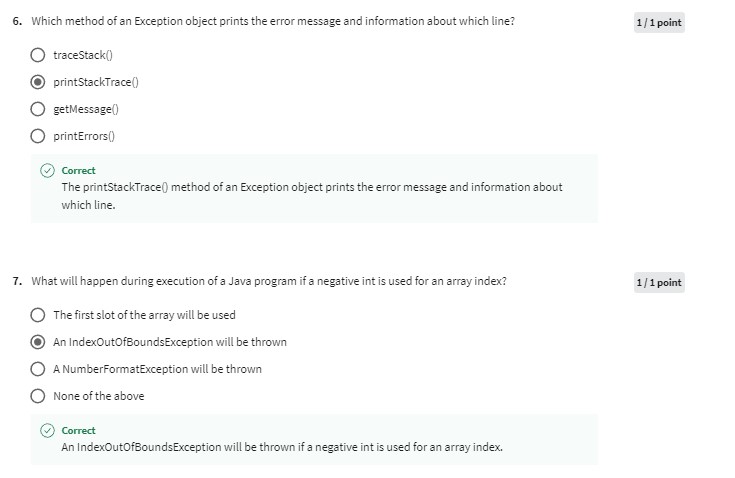 6. Which method of an Exception object prints the error message and information about which line?
1 / 1 point
traceStack()
printStackTrace()
getMessage()
printErrors()
Correct
The printStackTrace() method of an Exception object prints the error message and information about
which line.
7. What will happen during execution of a Java program if a negative int is used for an array index?
1 / 1 point
The first slot of the array will be used
An IndexOutOfBoundsException will be thrown
A NumberFormatException will be thrown
None of the above
Correct
An IndexOutOfBoundsException will be thrown if a negative int is used for an array index.